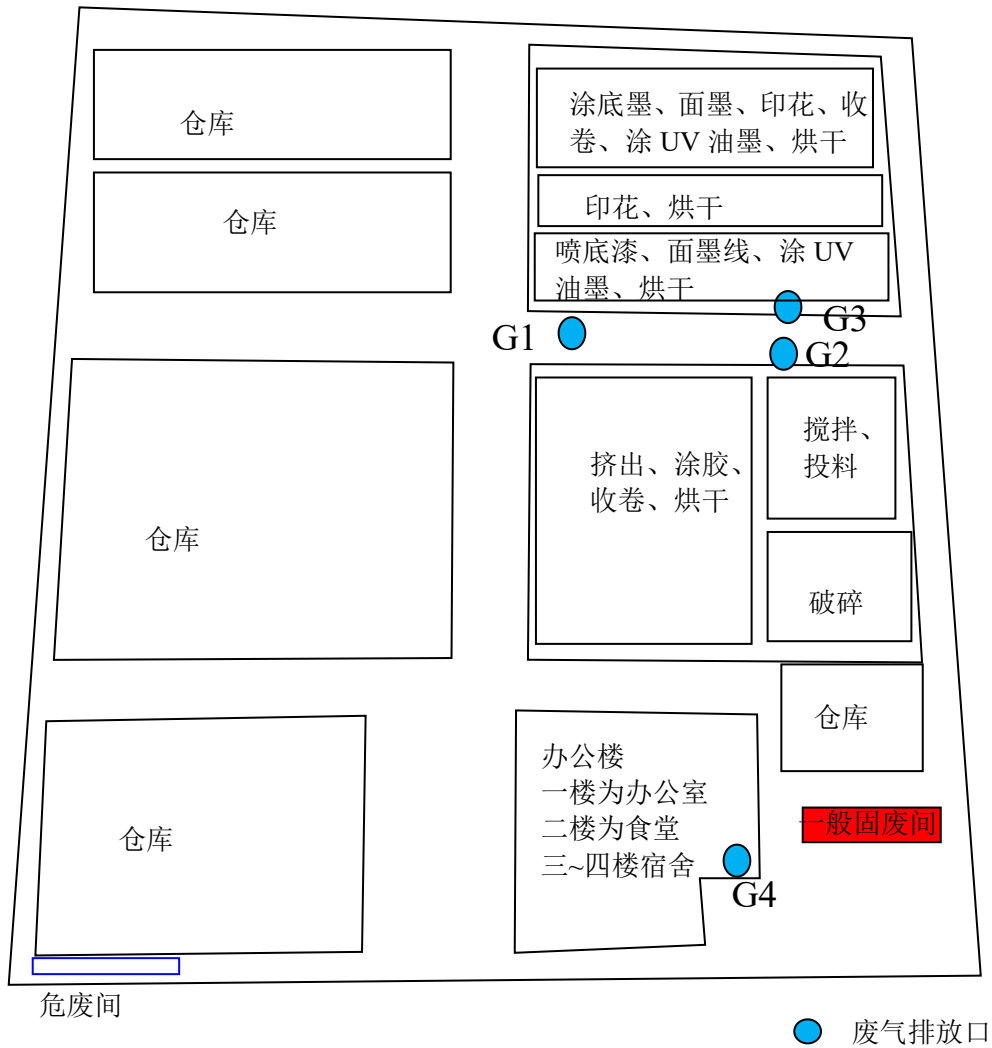 仓库
涂底墨、面墨、印花、收
卷、涂 UV 油墨、烘干
仓库
印花、烘干
喷底漆、面墨线、涂 UV
油墨、烘干
G1
G3
G2
挤出、涂胶、
收卷、烘干
搅拌、
投料
仓库
破碎
仓库
办公楼
一楼为办公室
二楼为食堂
三~四楼宿舍
G4
仓库
一般固废间
危废间
废气排放口